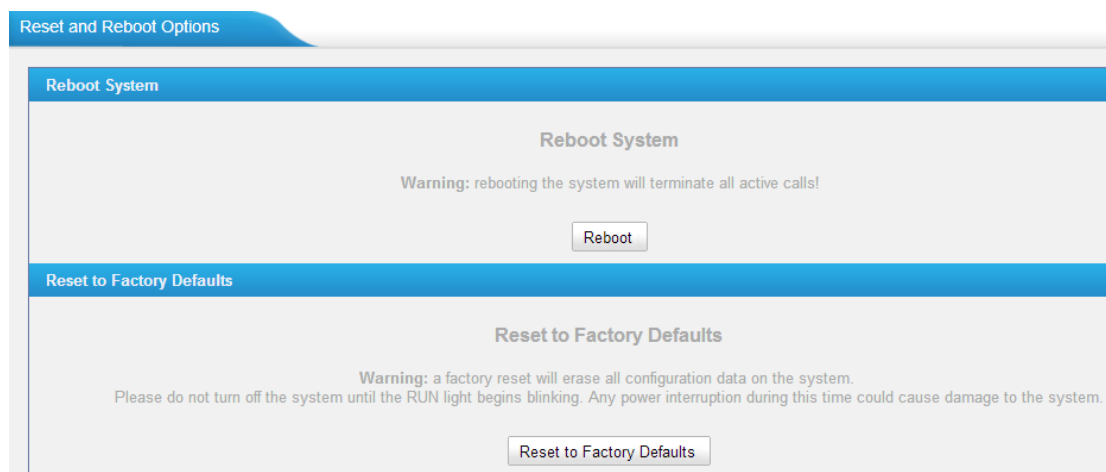 Reset and Reboot Options
Reboot System
Reboot System
Warning: rebooting the system will terminate all active calls!
Reboot
Reset to Factory Defaults
Reset to Factory Defaults
Warning: a factory reset will erase all configuration data on the system.
Please do not turn off the system until the RUN light begins blinking. Any power interruption during this time could cause damage to the system.
Reset to Factory Defaults